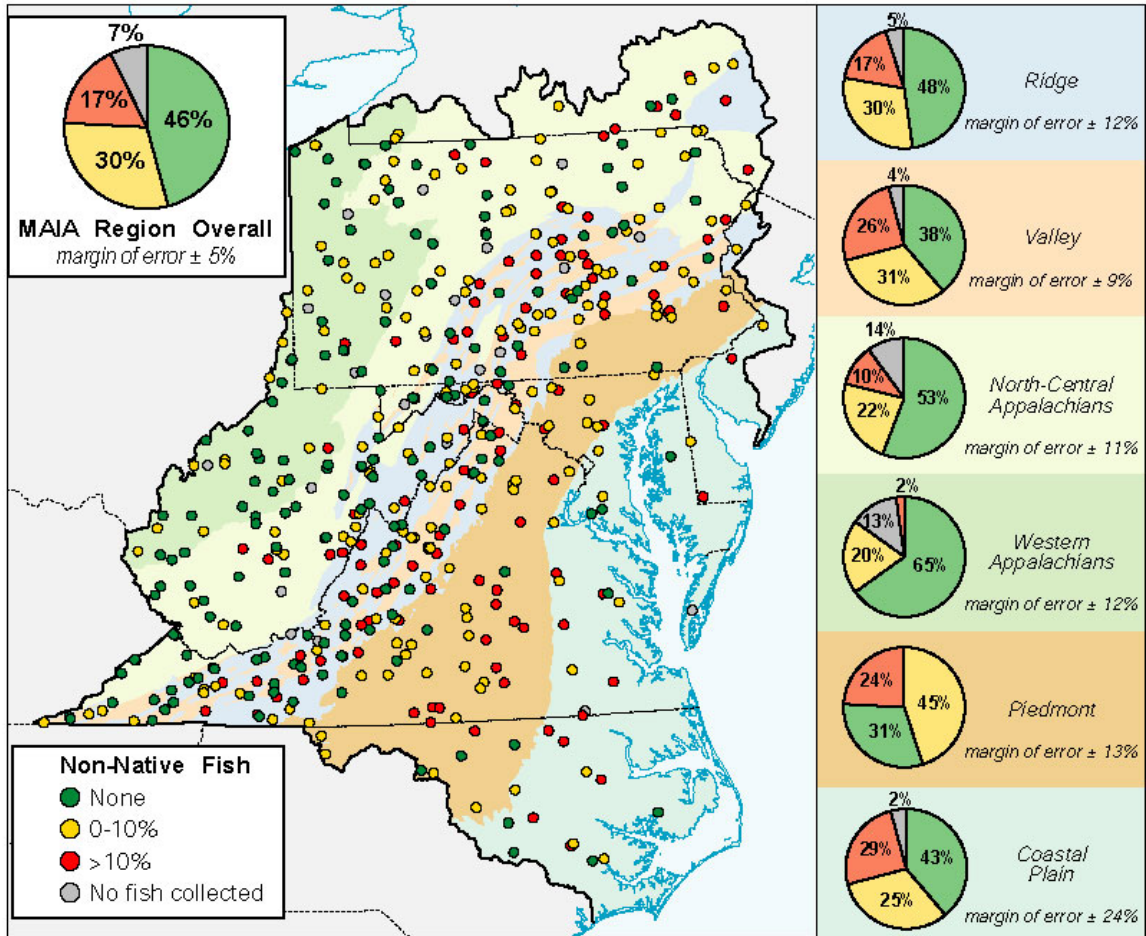 7%
46%
17%
30%
MAIA Region Overall
margin of error ± 5%
Non-Native Fish
None
0-10%
>10%
No fish collected
5%
17%
48%
30%
Ridge
margin of error ± 12%
4%
26%
38%
31%
Valley
margin of error ± 9%
14%
10%
53%
22%
North-Central
Appalachians
margin of error ± 11%
2%
13%
20%
65%
Western
Appalachians
margin of error ± 12%
24%
45%
31%
Piedmont
margin of error ± 13%
2%
29%
43%
25%
Coastal
Plain
margin of error ± 24%